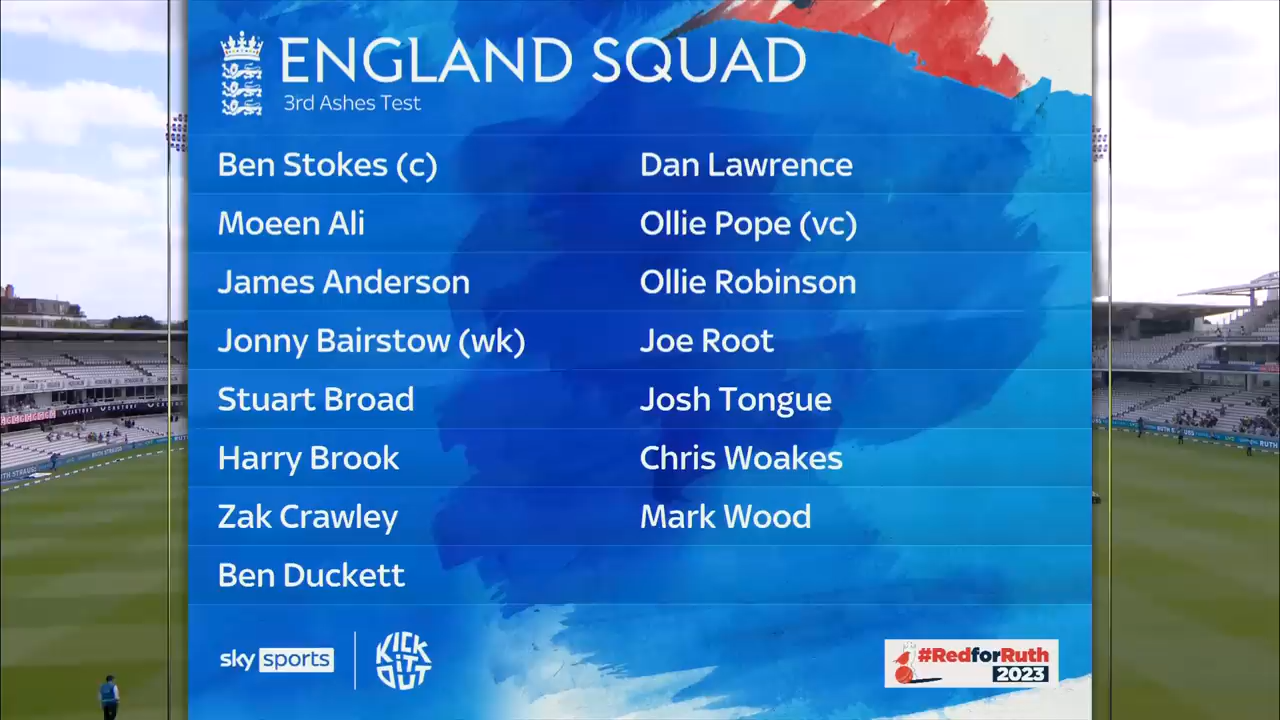 ENGLAND SQUAD
3rd Ashes Test
Ben Stokes (c)
Moeen Ali
James Anderson
Jonny Bairstow (wk)
Stuart Broad
Harry Brook
Zak Crawley
Ben Duckett
Dan Lawrence
Ollie Pope (vc)
Ollie Robinson
Joe Root
Josh Tongue
Chris Woakes
Mark Wood
sky sports
KICK
IT
OUT
#RedforRuth
2023